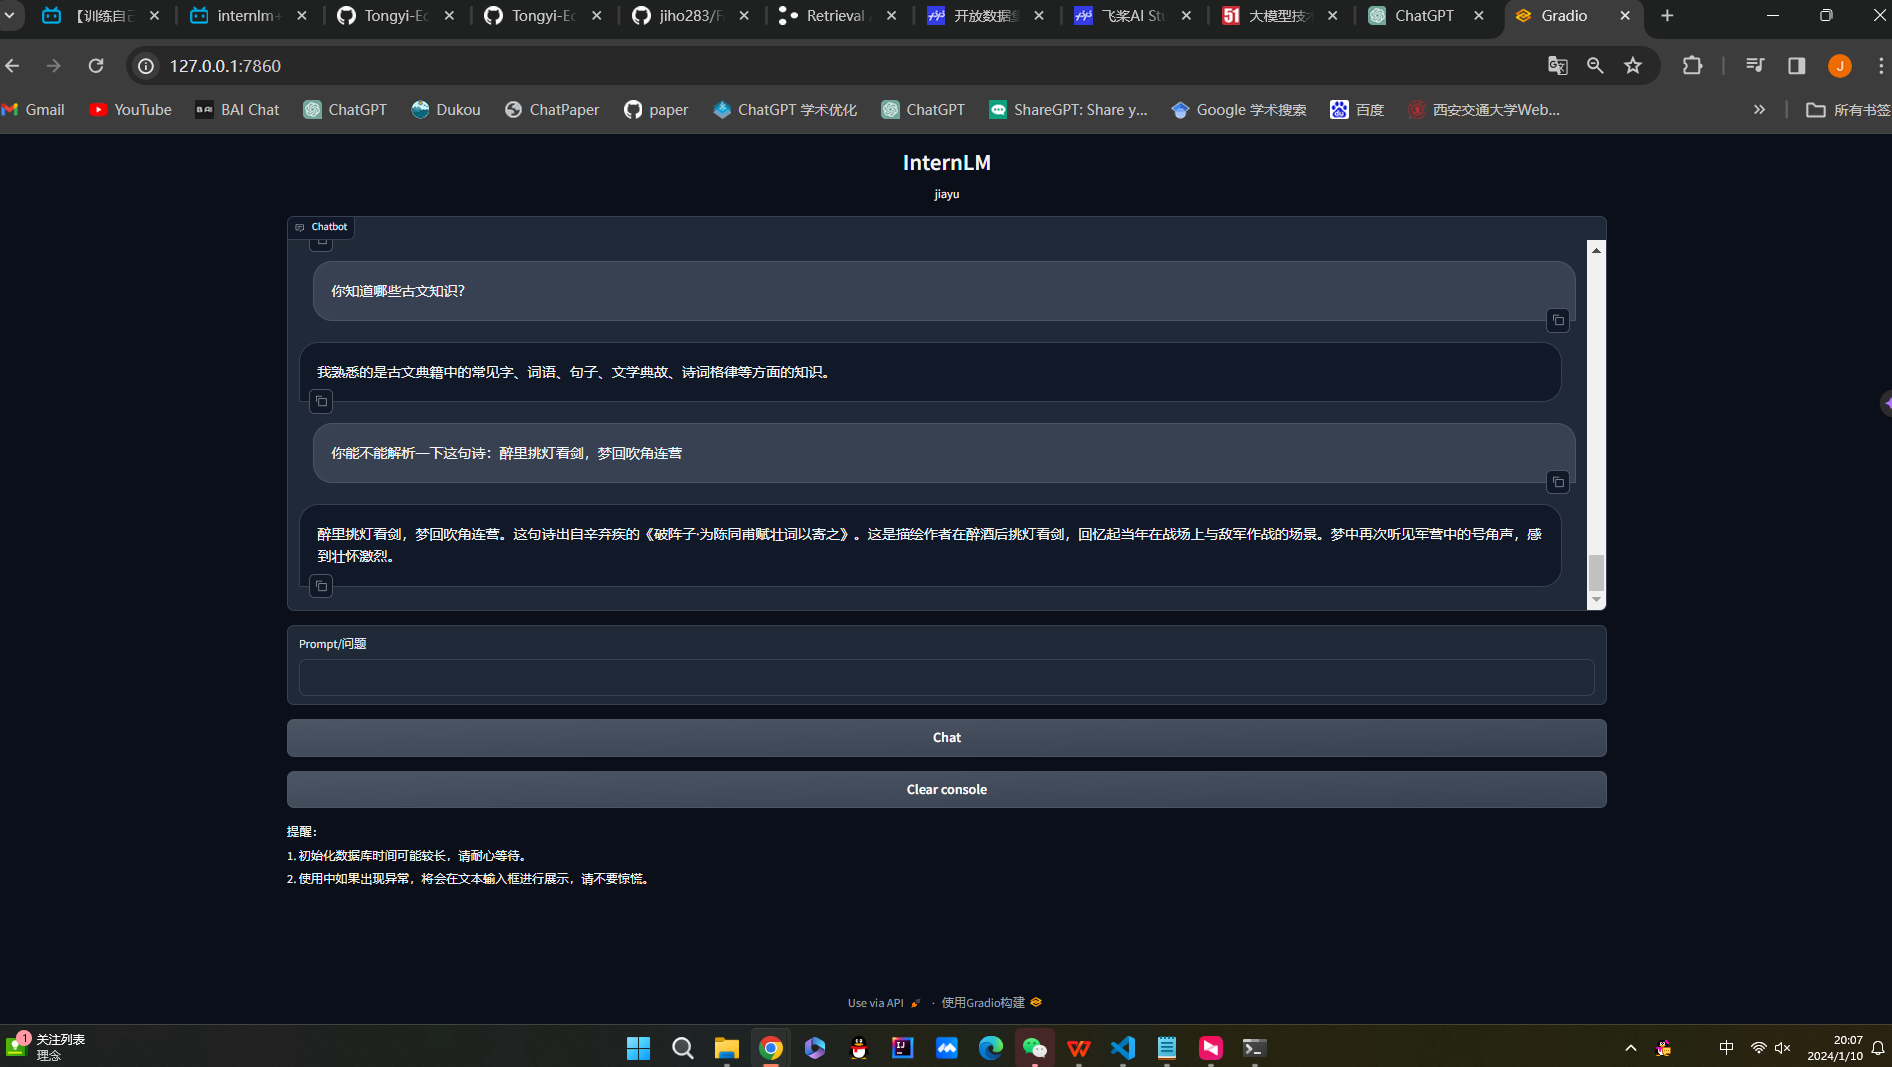 【训练自己
internlm+
Tongyi-Ec
Tongyi-Ec
jiho283/F
Retrieval
开放数据集
飞桨AI Stu
大模型技术
ChatGPT
Gradio
127.0.0.1:7860
Gmail
YouTube
BAI Chat
ChatGPT
Dukou
ChatPaper
paper
ChatGPT 学术优化
ChatGPT
ShareGPT: Share y...
Google 学术搜索
百度
西安交通大学Web...
所有书签
InternLM
jiayu
Chatbot
你知道哪些古文知识?
我熟悉的是古文典籍中的常见字、词语、句子、文学典故、诗词格律等方面的知识。
你能不能解析一下这句诗：醉里挑灯看剑，梦回吹角连营
醉里挑灯看剑，梦回吹角连营。这句诗出自辛弃疾的《破阵子·为陈同甫赋壮词以寄之》。这是描绘作者在醉酒后挑灯看剑，回忆起当年在战场上与敌军作战的场景。梦中再次听见军营中的号角声，感
到壮怀激烈。
Prompt/问题
Chat
Clear console
提醒：
1. 初始化数据库时间可能较长，请耐心等待。
2. 使用中如果出现异常，将会在文本输入框进行展示，请不要惊慌。
Use via API · 使用Gradio构建
1
关注列表
理念
中
20:07
2024/1/10